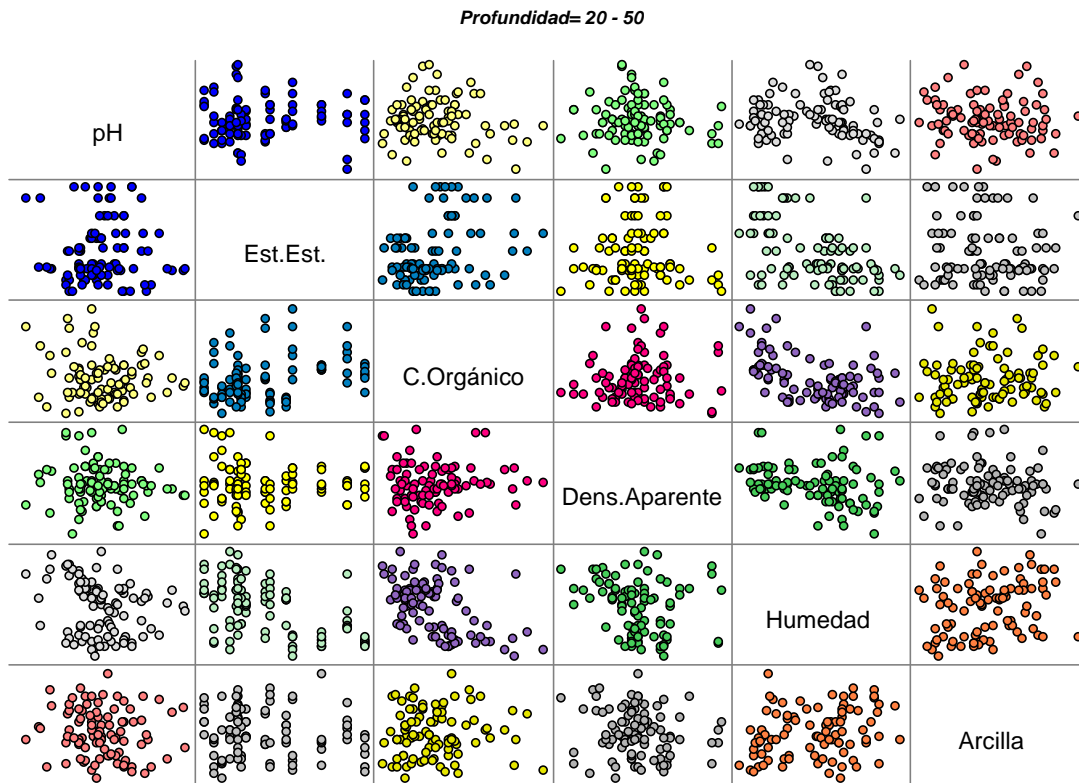 Profundidad= 20 - 50
pH
Est.Est.
C.Orgánico
Dens.Aparente
Humedad
Arcilla